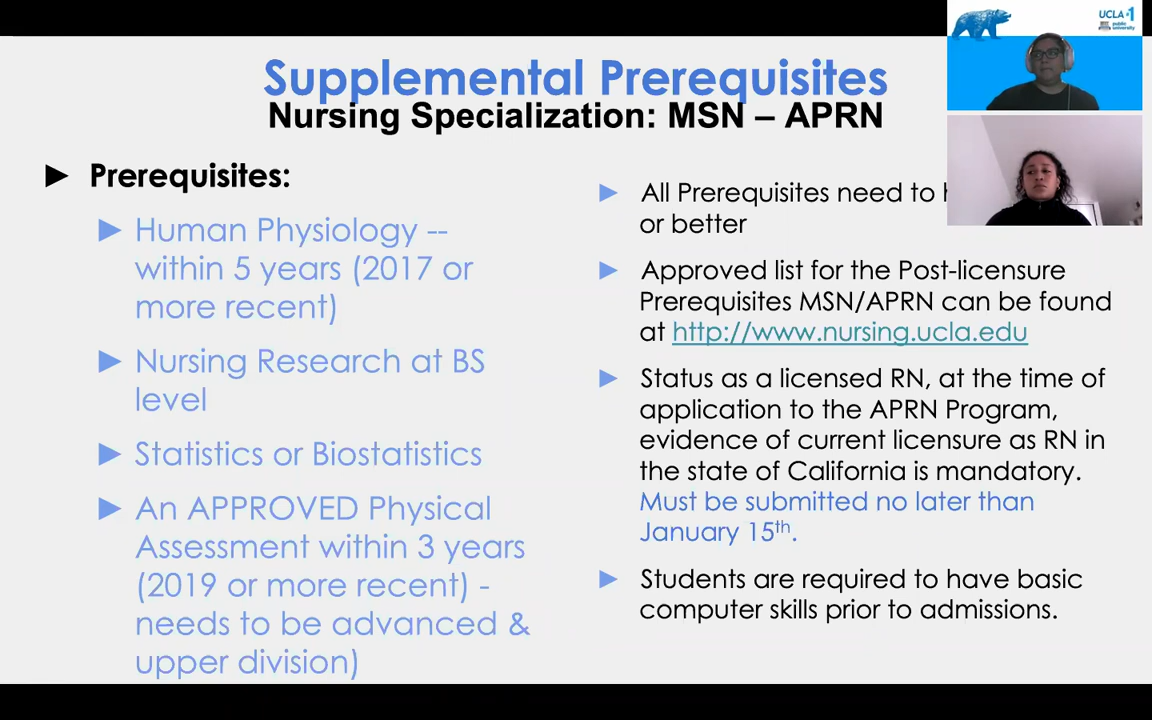 Supplemental Prerequisites
Nursing Specialization: MSN – APRN
► Prerequisites:
► Human Physiology --
within 5 years (2017 or
more recent)
► Nursing Research at BS
level
► Statistics or Biostatistics
► An APPROVED Physical
Assessment within 3 years
(2019 or more recent) -
needs to be advanced &
upper division)
► All Prerequisites need to
or better
► Approved list for the Post-licensure
Prerequisites MSN/APRN can be found
at http://www.nursing.ucla.edu
► Status as a licensed RN, at the time of
application to the APRN Program,
evidence of current licensure as RN in
the state of California is mandatory.
Must be submitted no later than
January 15th.
► Students are required to have basic
computer skills prior to admissions.
UCLA #1
public
university